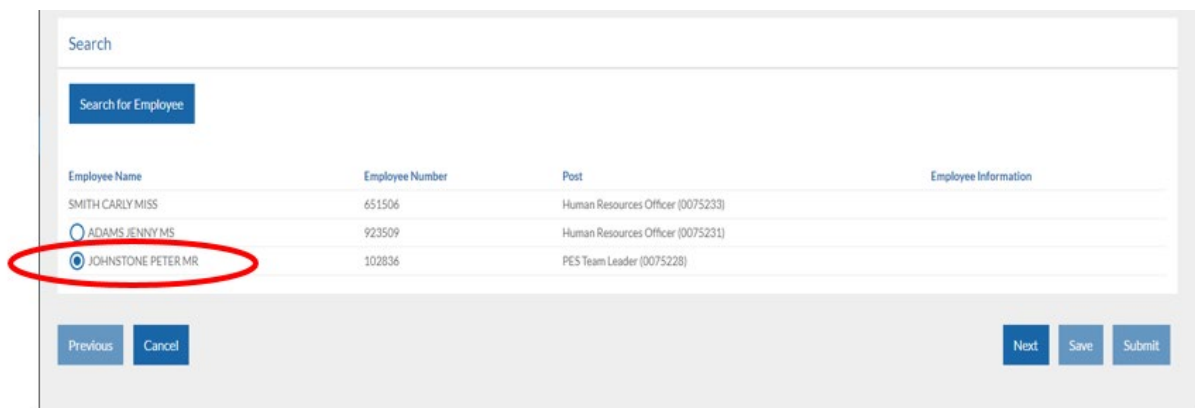 Search
Search for Employee
Employee Name Employee Number Post Employee Information
SMITH CARLY MISS 651506 Human Resources Officer (0075233)
ADAMS JENNY MS 923509 Human Resources Officer (0075231)
JOHNSTONE PETER MR 102836 PES Team Leader (0075228)
Previous Cancel Next Save Submit